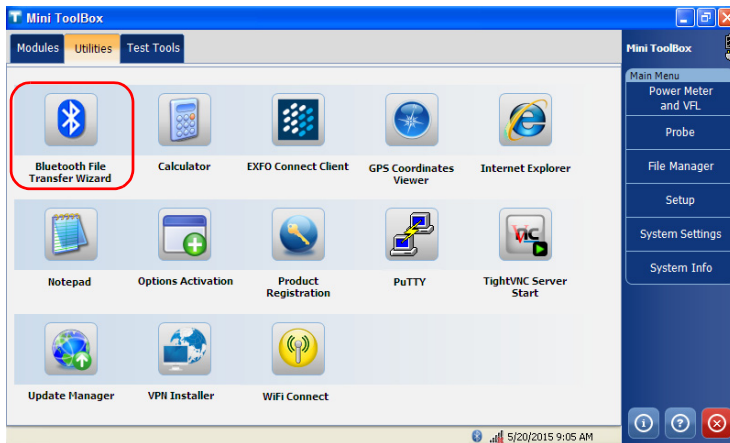 Mini ToolBox
Modules Utilities Test Tools
Mini ToolBox
Main Menu
Power Meter
and VFL
Probe
File Manager
Setup
System Settings
System Info
Bluetooth File
Transfer Wizard
Calculator
EXFO Connect Client
GPS Coordinates
Viewer
Internet Explorer
Notepad
Options Activation
Product
Registration
PuTTY
VNC
TightVNC Server
Start
Update Manager
VPN Installer
WiFi Connect
5/20/2015 9:05 AM